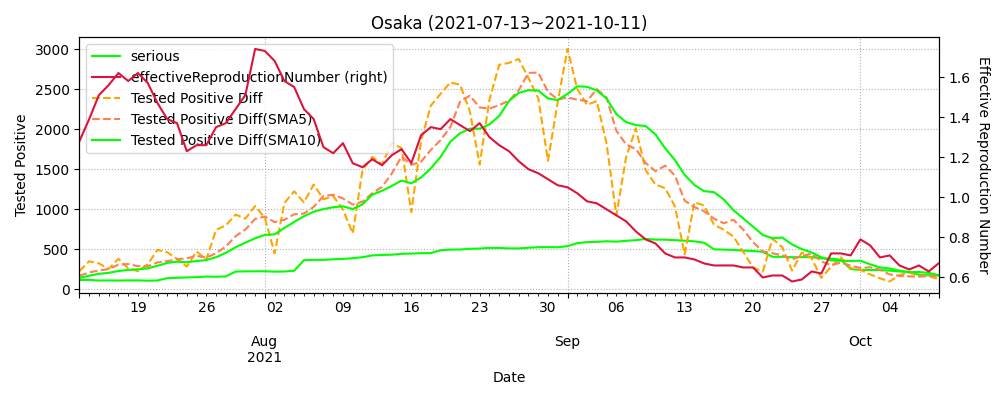 Osaka (2021-07-13~2021-10-11)
serious
effectiveReproductionNumber (right)
Tested Positive Diff
Tested Positive Diff(SMA5)
Tested Positive Diff(SMA10)
3000
2500
2000
1500
1000
500
0
Tested Positive
1.6
1.4
1.2
1.0
0.8
0.6
Effective Reproduction Number
19 26 02 09 16 23 30 06 13 20 27 04
Aug Sep Oct
2021
Date